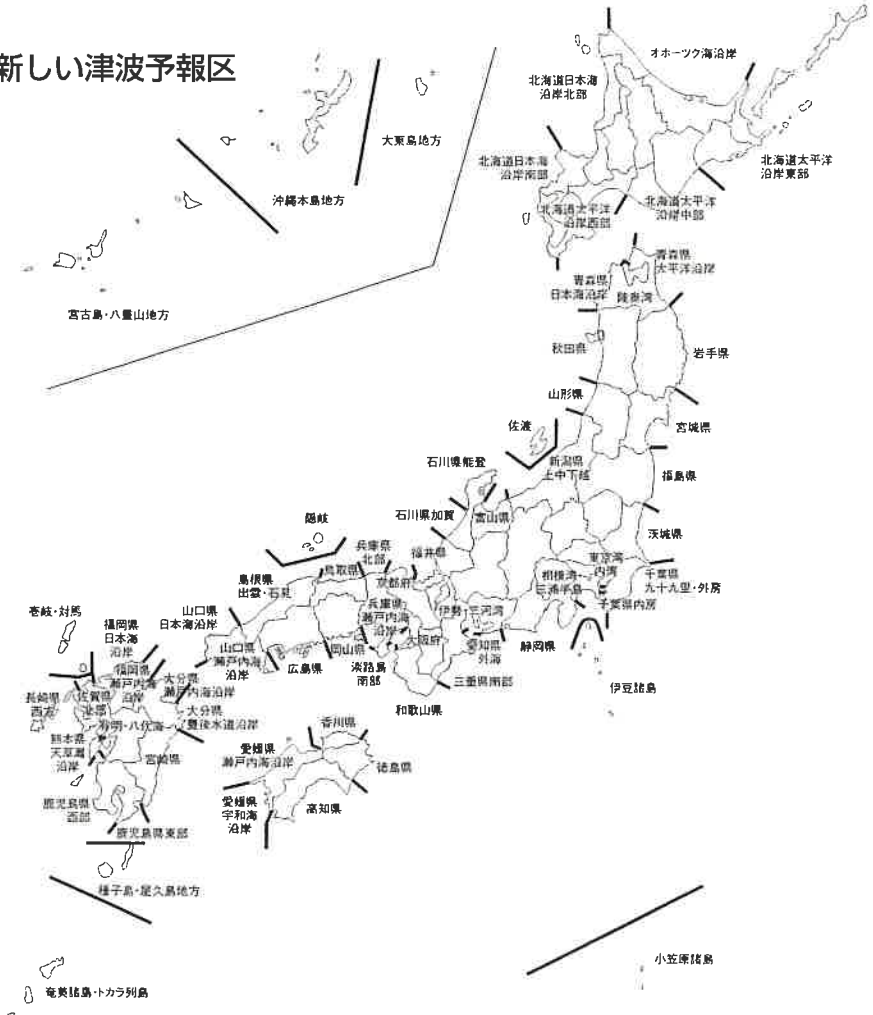 新しい津波予報区
オホーツク海沿岸
北海道日本海
沿岸北部
大東島地方
北海道日本海
沿岸南部
北海道太平洋
沿岸東部
沖縄本島地方
北海道太平洋
沿岸西部
北海道太平洋
沿岸中部
青森県
太平洋沿岸
青森県
日本海沿岸
陸奥湾
宮古島・八重山地方
秋田県
岩手県
山形県
佐渡
宮城県
石川県能登
新潟県
上中下越
福島県
石川県加賀
富山県
隠岐
茨城県
兵庫県
北部
福井県
東京湾
内湾
島根県
出雲・石見
鳥取県
京都府
相模湾・
三浦半島
千葉県
九十九里・外房
壱岐・対馬
山口県
日本海沿岸
兵庫県
瀬戸内海
沿岸
伊勢・三河湾
千葉県内房
福岡県
日本海
沿岸
山口県
瀬戸内海
沿岸
広島県
岡山県
淡路島
南部
大阪府
愛知県
外海
静岡県
福岡県
瀬戸内海
沿岸
大分県
瀬戸内海沿岸
三重県南部
伊豆諸島
長崎県
西方
佐賀県
北部
大分県
豊後水道沿岸
和歌山県
有明・八代海
香川県
熊本県
天草灘
沿岸
宮崎県
愛媛県
瀬戸内海沿岸
徳島県
鹿児島県
西部
愛媛県
宇和海
沿岸
高知県
鹿児島県東部
種子島・屋久島地方
小笠原諸島
奄美諸島・トカラ列島